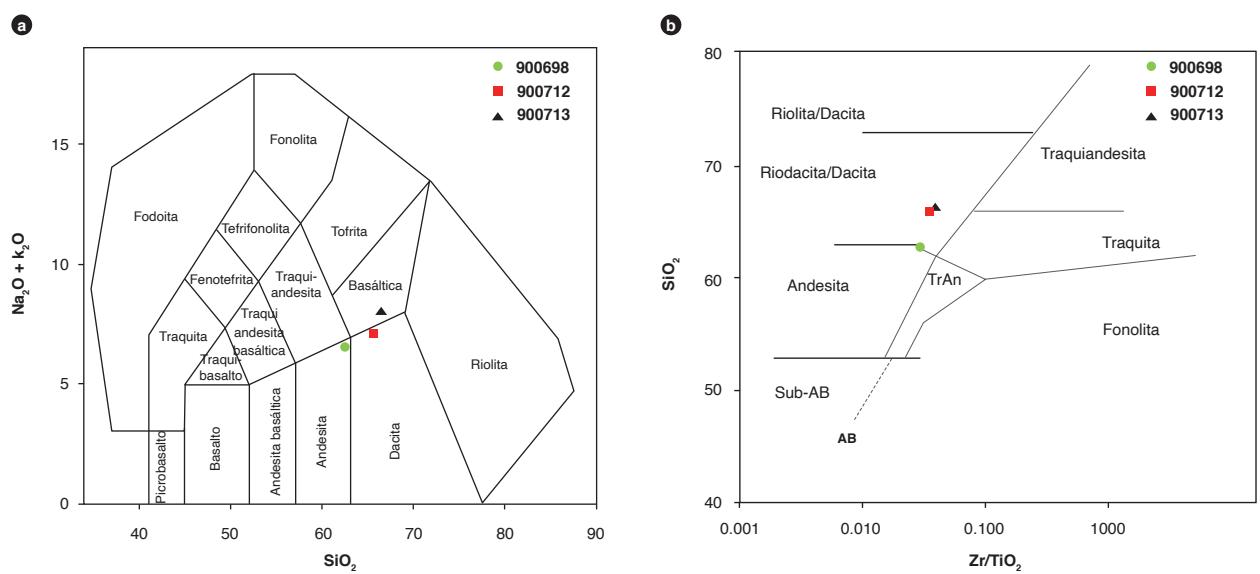 a
900698
900712
900713
15
10
5
0
Na₂O + k₂O
Fonolita
Fodoita
Tefrifonolita
Tofrita
Fenotefrita
Traqui-
andesita
Basáltica
Traquita
Traqui
andesita
basáltica
Traqui-
basalto
Riolita
Picrobasalto
Basalto
Andesita basáltica
Andesita
Dacita
40
50
60
70
80
90
SiO₂
b
900698
900712
900713
80
70
60
50
40
SiO₂
Riolita/Dacita
Traquiandesita
Riodacita/Dacita
Traquita
Andesita
TrAn
Fonolita
Sub-AB
AB
0.001
0.010
0.100
1000
Zr/TiO₂